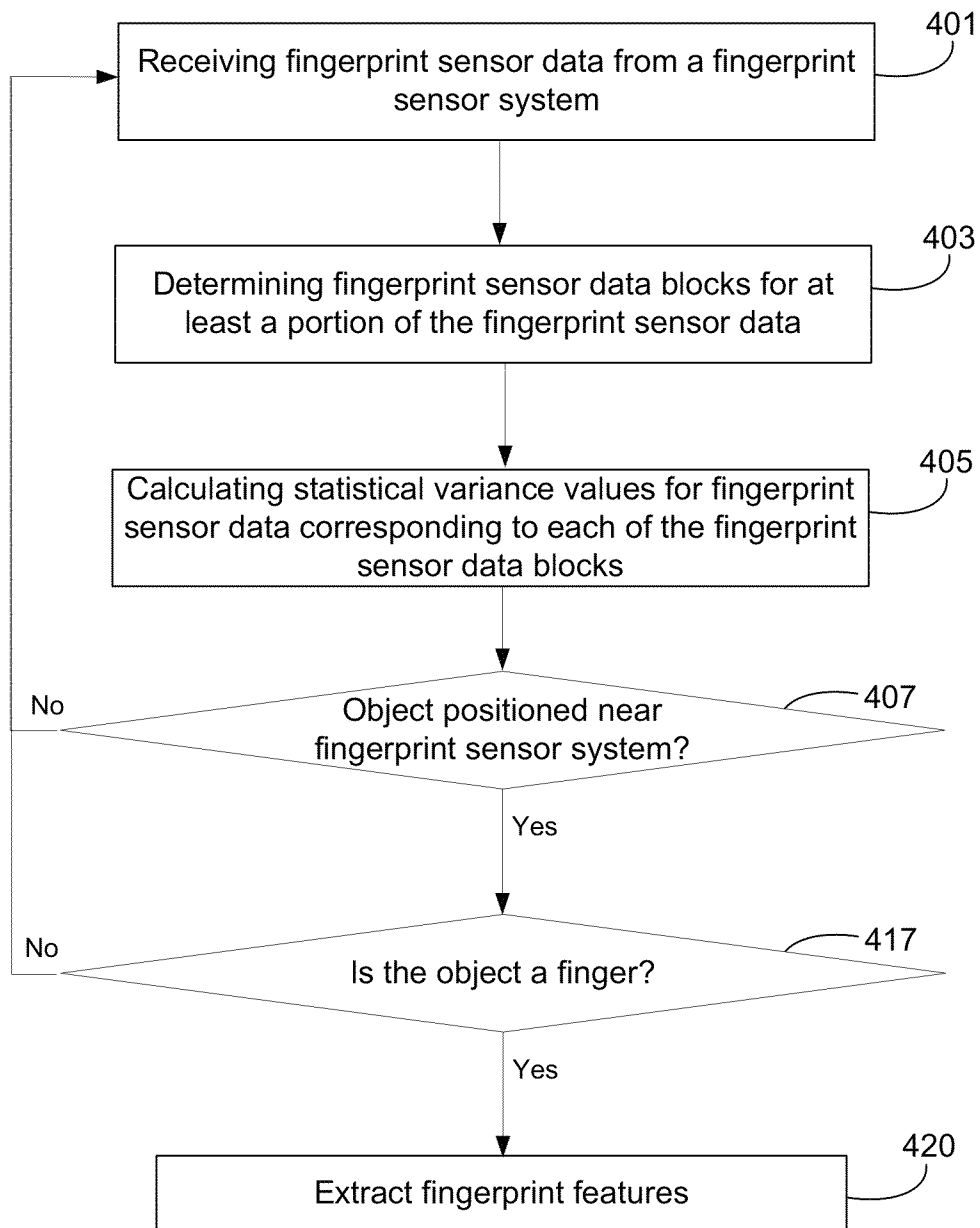 401
Receiving fingerprint sensor data from a fingerprint
sensor system
403
Determining fingerprint sensor data blocks for at
least a portion of the fingerprint sensor data
405
Calculating statistical variance values for fingerprint
sensor data corresponding to each of the fingerprint
sensor data blocks
407
No
Object positioned near
fingerprint sensor system?
Yes
417
No
Is the object a finger?
Yes
420
Extract fingerprint features